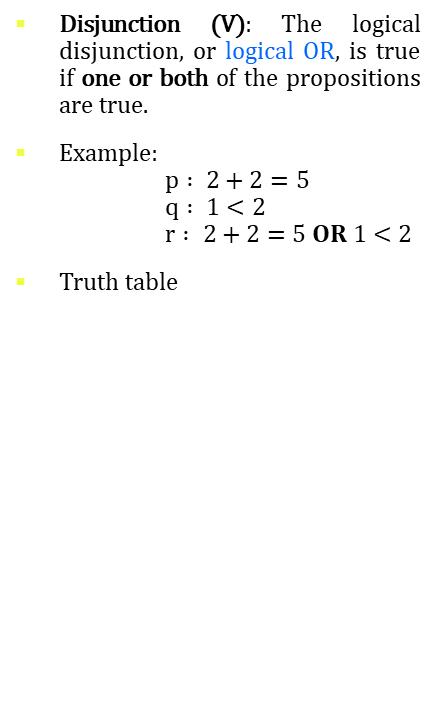 ▪ Disjunction (V): The logical
disjunction, or logical OR, is true
if one or both of the propositions
are true.
▪ Example:
p : 2 + 2 = 5
q : 1 < 2
r : 2 + 2 = 5 OR 1 < 2
▪ Truth table